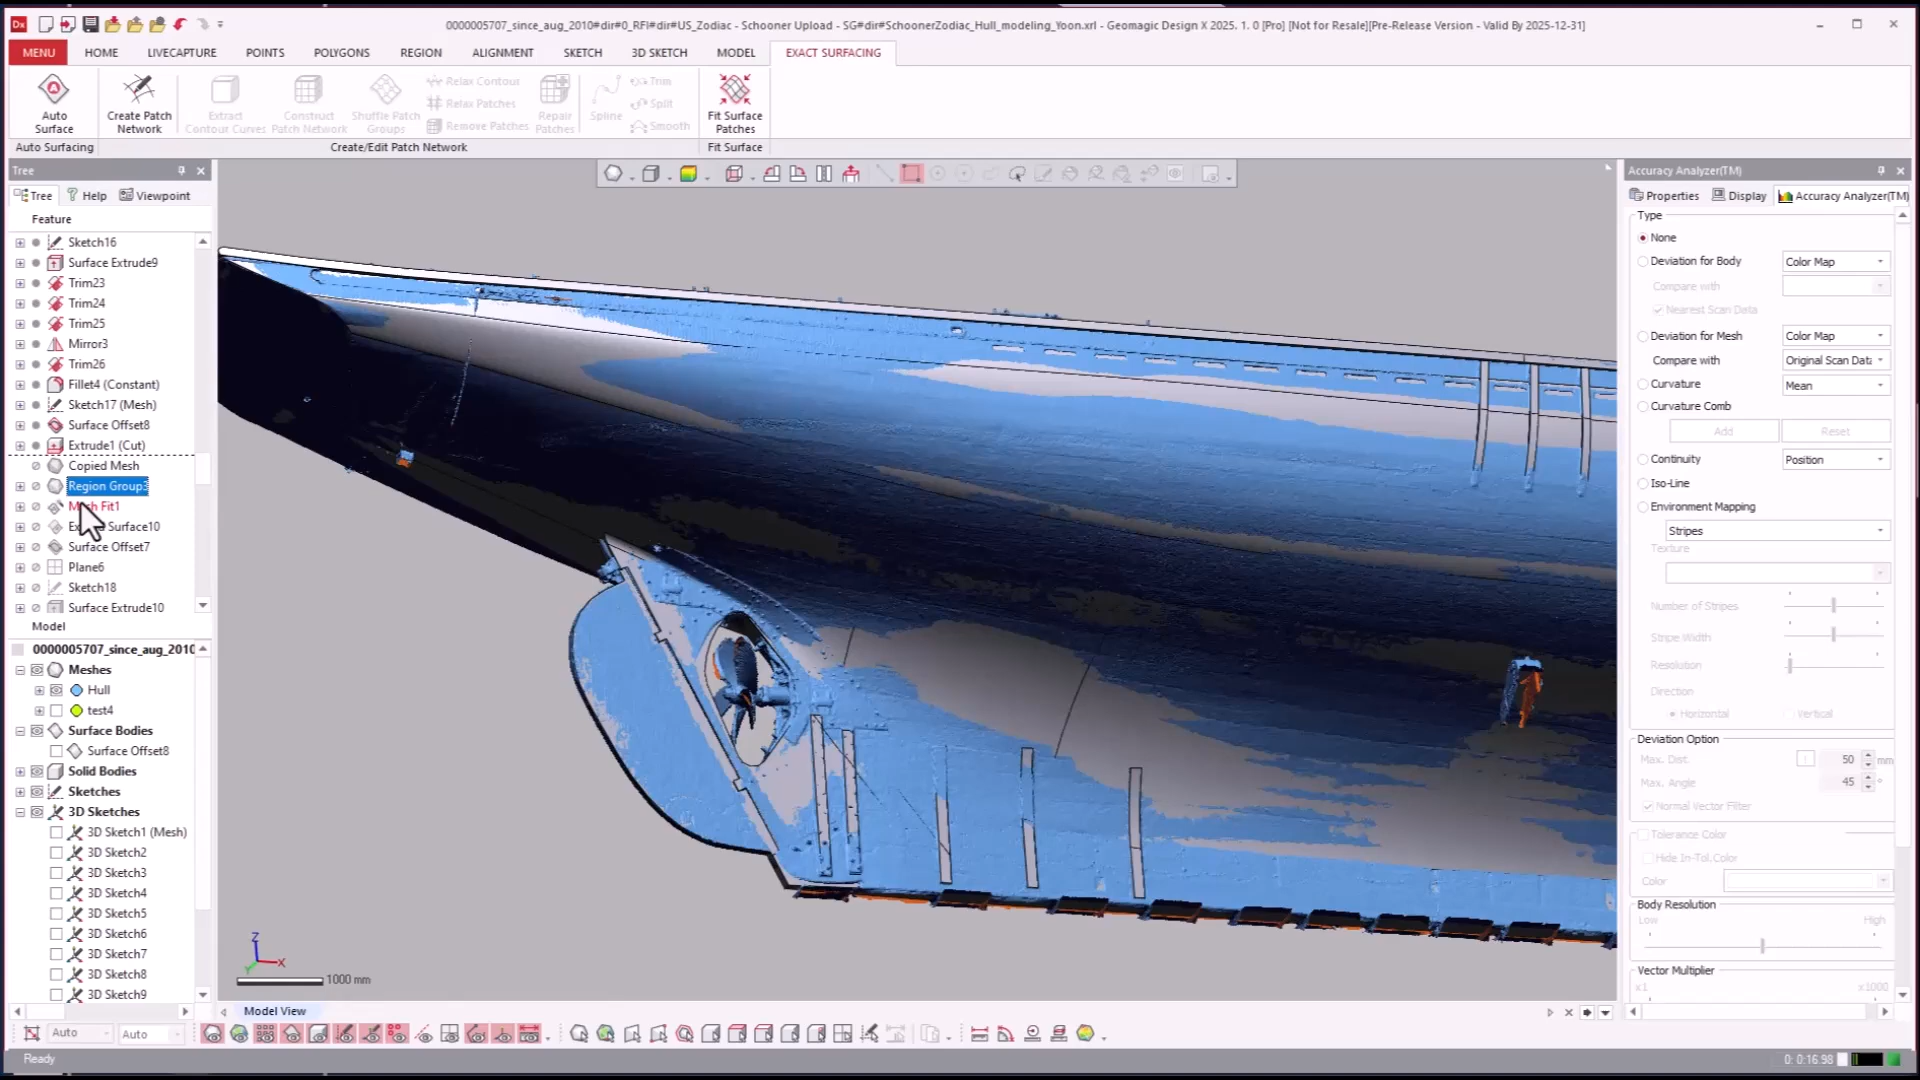 0000005707_since_aug_2010#dir#0_RFI#dir#US_Zodiac - Schooner Upload - SG#dir#SchoonerZodiac_Hull_modeling_Yoon.xrl - Geomagic Design X 2025. 1. 0 [Pro] [Not for Resale][Pre-Release Version - Valid By 2025-12-31]
MENU HOME LIVECAPTURE POINTS POLYGONS REGION ALIGNMENT SKETCH 3D SKETCH MODEL EXACT SURFACING
Auto Surface
Create Patch Network
Extract Contour Curves
Construct Patch Network
Shuffle Patch Groups
Relax Contour
Relax Patches
Remove Patches
Repair Patches
Spline
Trim
Split
Smooth
Fit Surface Patches
Auto Surfacing
Create/Edit Patch Network
Fit Surface
Tree
Tree Help Viewpoint
Feature
Sketch16
Surface Extrude9
Trim23
Trim24
Trim25
Mirror3
Trim26
Fillet4 (Constant)
Sketch17 (Mesh)
Surface Offset8
Extrude1 (Cut)
Copied Mesh
Region Group3
Fit1
Surface10
Surface Offset7
Plane6
Sketch18
Surface Extrude10
Model
0000005707_since_aug_2010
Meshes
Hull
test4
Surface Bodies
Surface Offset8
Solid Bodies
Sketches
3D Sketches
3D Sketch1 (Mesh)
3D Sketch2
3D Sketch3
3D Sketch4
3D Sketch5
3D Sketch6
3D Sketch7
3D Sketch8
3D Sketch9
Z
X
Y
1000 mm
Model View
Accuracy Analyzer(TM)
Properties Display Accuracy Analyzer(TM)
Type
None
Deviation for Body Color Map
Compare with
Nearest Scan Data
Deviation for Mesh Color Map
Compare with Original Scan Data
Curvature Mean
Curvature Comb
Add Reset
Continuity Position
Iso-Line
Environment Mapping
Stripes
Texture
Number of Stripes
Stripe Width
Resolution
Direction
Horizontal Vertical
Deviation Option
Max. Dist. 50 mm
Max. Angle 45 °
Normal Vector Filter
Tolerance Color
Hide In-Tol.Color
Color
Body Resolution
Low High
Vector Multiplier
x1 x1000
Auto Auto
Ready
0: 0:16.98